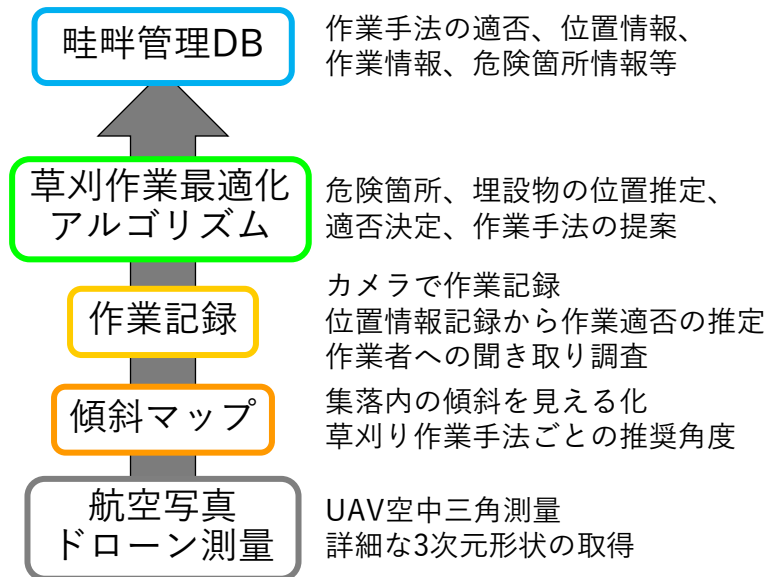 畦畔管理DB
作業手法の適否、位置情報、
作業情報、危険箇所情報等
草刈作業最適化
アルゴリズム
危険箇所、埋設物の位置推定、
適否決定、作業手法の提案
作業記録
カメラで作業記録
位置情報記録から作業適否の推定
作業者への聞き取り調査
傾斜マップ
集落内の傾斜を見える化
草刈り作業手法ごとの推奨角度
航空写真
ドローン測量
UAV空中三角測量
詳細な3次元形状の取得